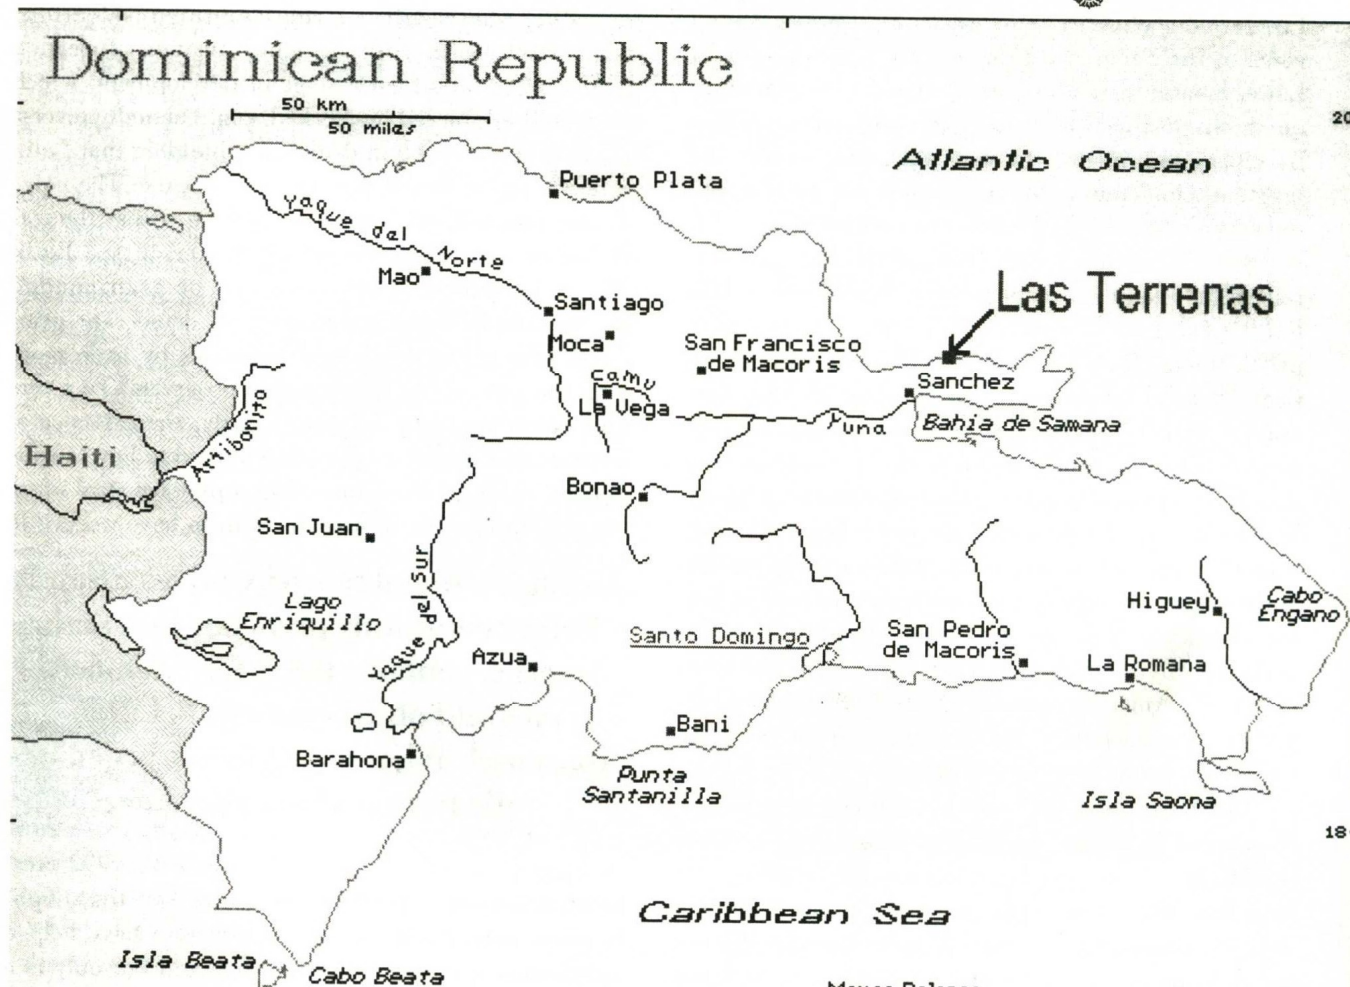 Dominican Republic
50 km
50 miles
20
Atlantic Ocean
Puerto Plata
Yaque del Norte
Mao
Santiago
Las Terrenas
Moca
San Francisco
de Macoris
Camu
La Vega
Sanchez
Yuna
Bahia de Samana
Artibonito
Haiti
Bonao
San Juan
Yaque del Sur
Lago
Enriquillo
Santo Domingo
San Pedro
de Macoris
Higuey
Cabo
Engano
Azua
La Romana
Bani
Barahona
Punta
Santanilla
Isla Saona
18
Caribbean Sea
Isla Beata
Cabo Beata